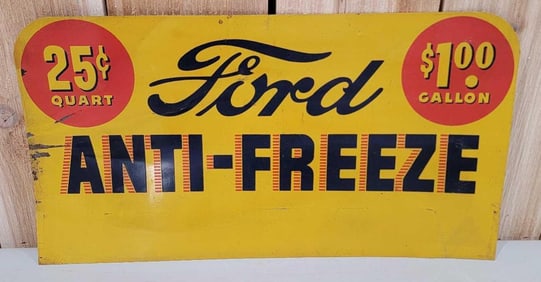 25¢
QUART
Ford
$1.00
GALLON
ANTI-FREEZE